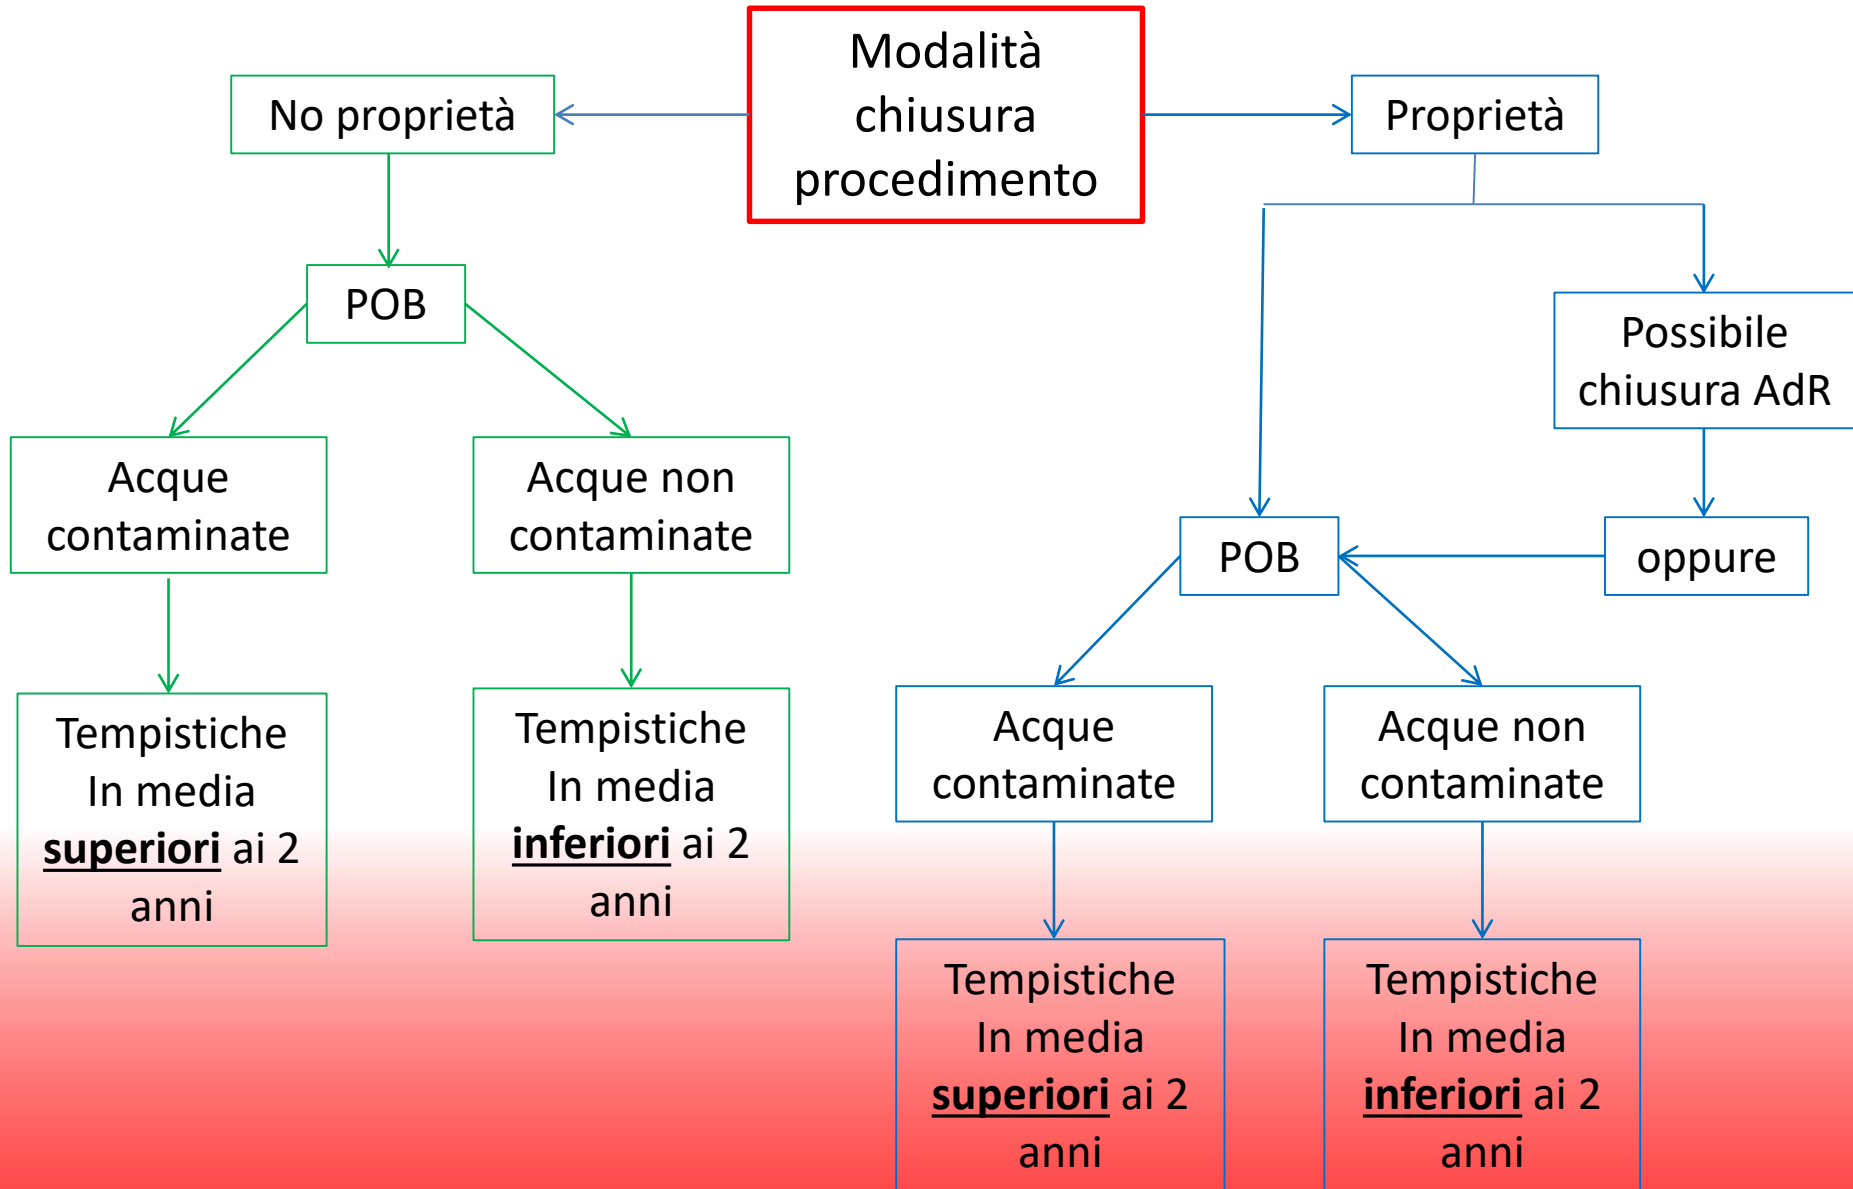 Modalità
chiusura
procedimento
No proprietà
Proprietà
POB
Possibile
chiusura AdR
Acque
contaminate
Acque non
contaminate
POB
oppure
Tempistiche
In media
superiori ai 2
anni
Tempistiche
In media
inferiori ai 2
anni
Acque
contaminate
Acque non
contaminate
Tempistiche
In media
superiori ai 2
anni
Tempistiche
In media
inferiori ai 2
anni